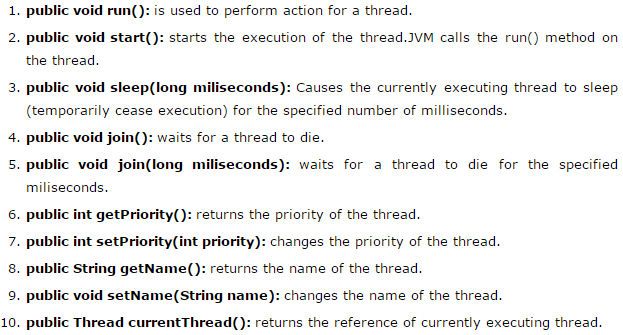 1. public void run(): is used to perform action for a thread.
2. public void start(): starts the execution of the thread.JVM calls the run() method on
the thread.
3. public void sleep(long miliseconds): Causes the currently executing thread to sleep
(temporarily cease execution) for the specified number of milliseconds.
4. public void join(): waits for a thread to die.
5. public void join(long miliseconds): waits for a thread to die for the specified
miliseconds.
6. public int getPriority(): returns the priority of the thread.
7. public int setPriority(int priority): changes the priority of the thread.
8. public String getName(): returns the name of the thread.
9. public void setName(String name): changes the name of the thread.
10. public Thread currentThread(): returns the reference of currently executing thread.